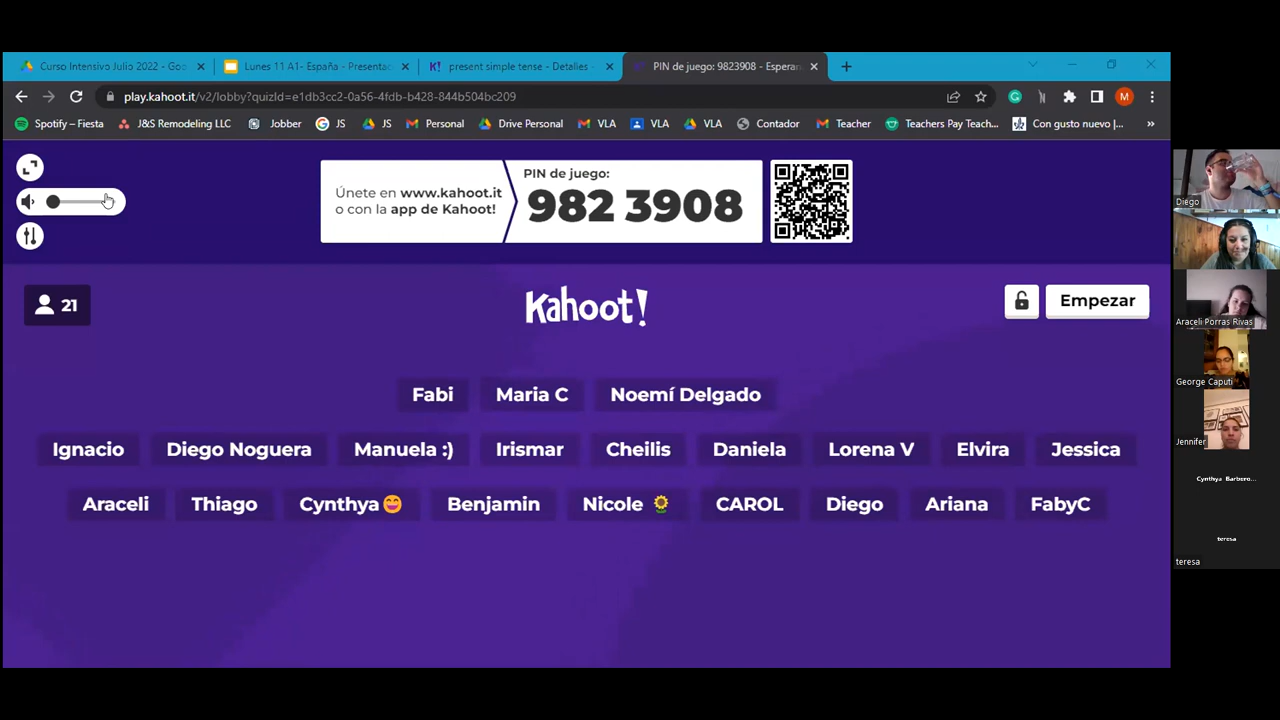 Curso Intensivo Julio 2022 - Goo
Lunes 11 A1- España - Presentac
K! present simple tense - Detalles -
K! PIN de juego: 9823908 - Esperan
play.kahoot.it/v2/lobby?quizId=e1db3cc2-0a56-4fdb-b428-844b504bc209
M
Spotify – Fiesta
J&S Remodeling LLC
Jobber
JS
JS
Personal
Drive Personal
VLA
VLA
VLA
Contador
Teacher
Teachers Pay Teach...
Con gusto nuevo |...
»
Únete en www.kahoot.it
o con la app de Kahoot!
PIN de juego:
982 3908
21
Kahoot!
Empezar
Fabi Maria C Noemí Delgado
Ignacio Diego Noguera Manuela :) Irismar Cheilis Daniela Lorena V Elvira Jessica
Araceli Thiago Cynthya😄 Benjamin Nicole 🌻 CAROL Diego Ariana FabyC
Diego
Araceli Porras Rivas
George Caputi
Jennifer
Cynthya Barbero...
teresa
teresa